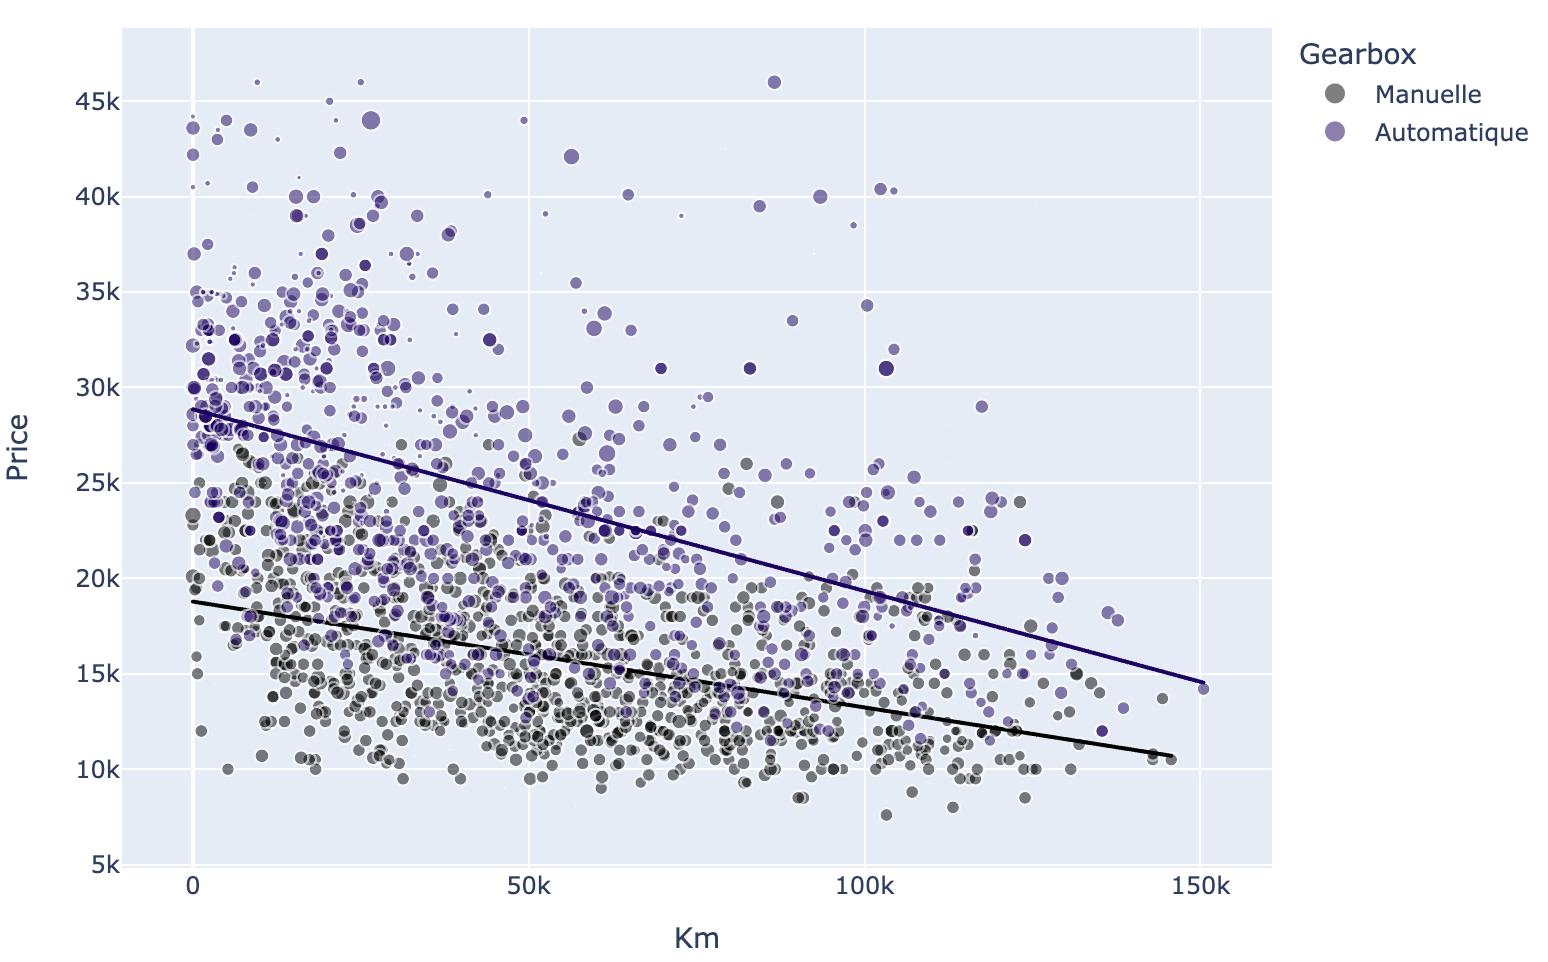 Gearbox
Manuelle
Automatique
Price
45k
40k
35k
30k
25k
20k
15k
10k
5k
0
50k
100k
150k
Km